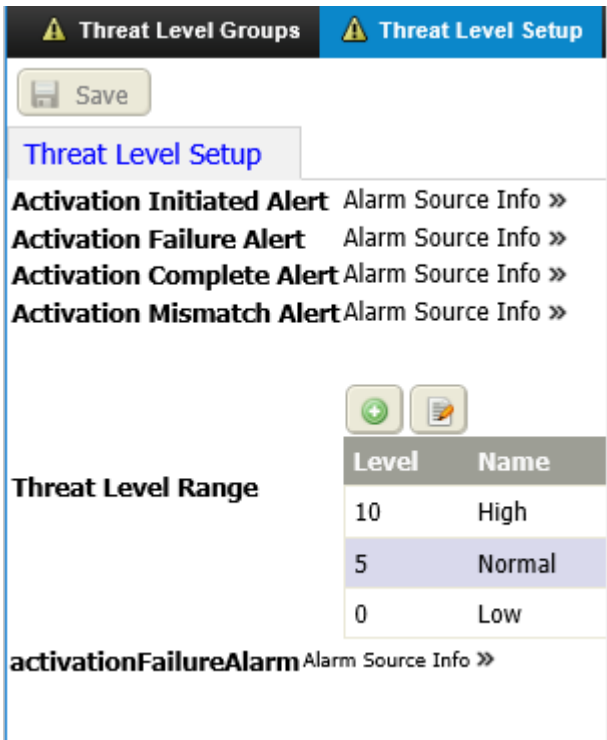 Threat Level Groups Threat Level Setup
Save
Threat Level Setup
Activation Initiated Alert Alarm Source Info »
Activation Failure Alert Alarm Source Info »
Activation Complete Alert Alarm Source Info »
Activation Mismatch Alert Alarm Source Info »
Threat Level Range
Level Name
10 High
5 Normal
0 Low
activationFailureAlarm Alarm Source Info »